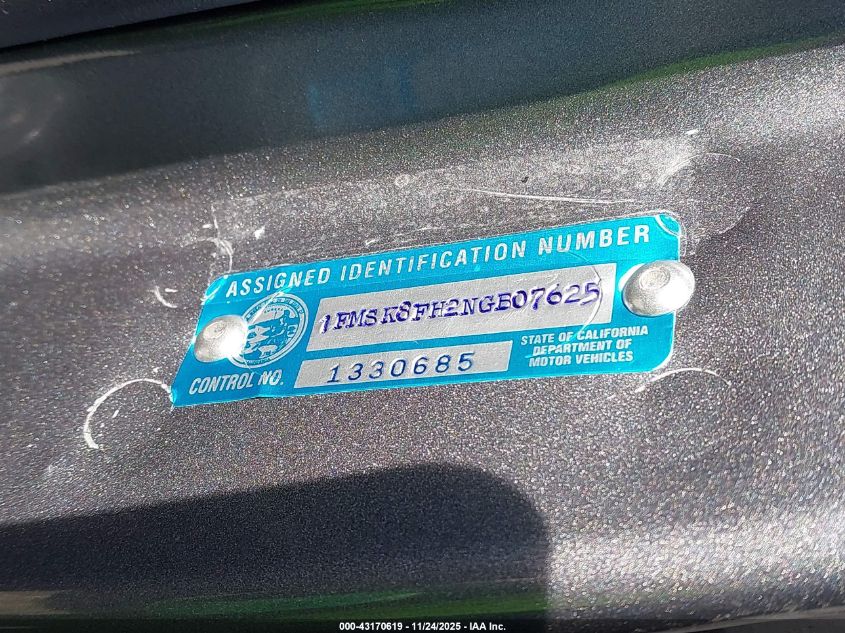 ASSIGNED IDENTIFICATION NUMBER
1FMSK8FH2NGB07625
CONTROL NO.
1330685
STATE OF CALIFORNIA
DEPARTMENT OF
MOTOR VEHICLES
000-43170619 - 11/24/2025 - IAA Inc.